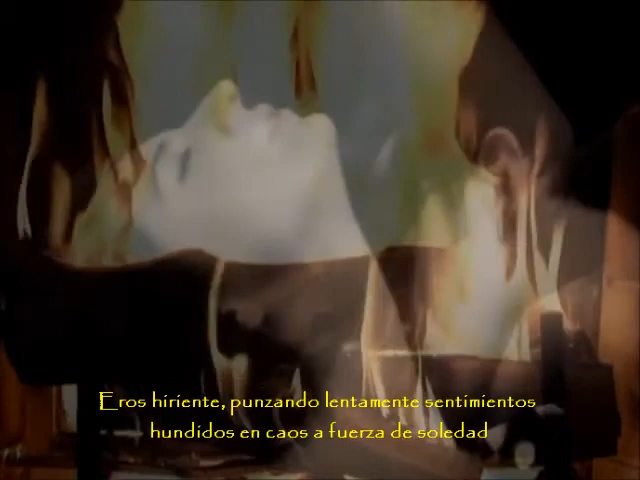 Eros hiriente, punzando lentamente sentimientos
hundidos en caos a fuerza de soledad